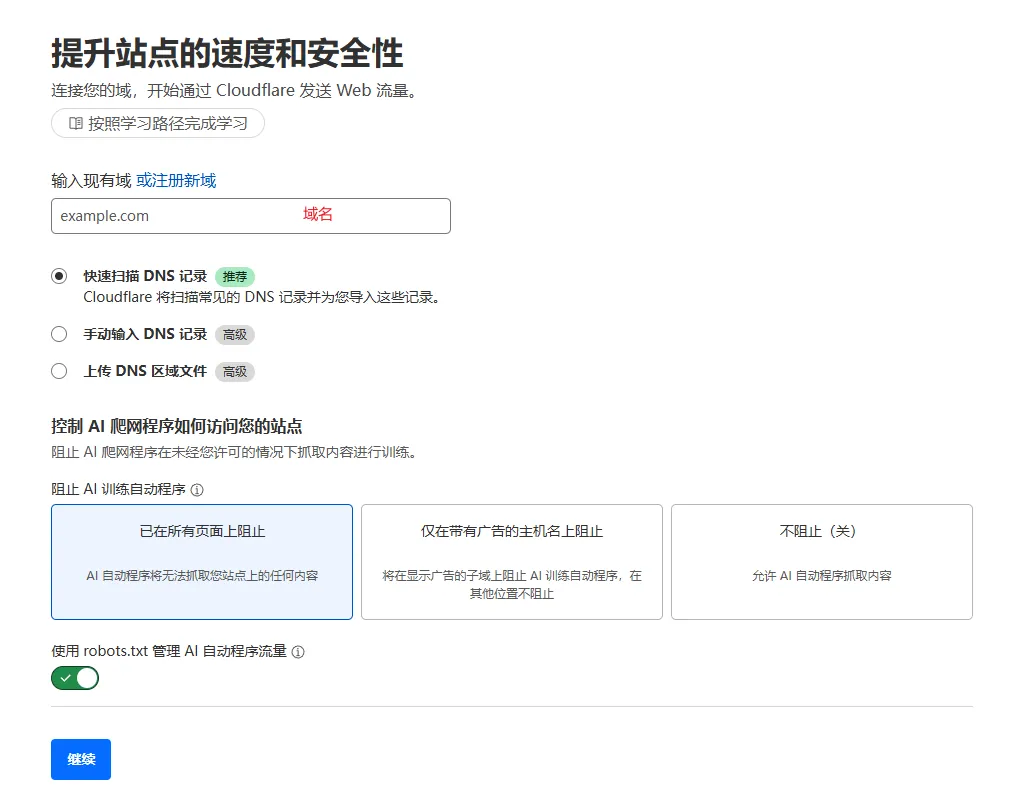 提升站点的速度和安全性
连接您的域，开始通过 Cloudflare 发送 Web 流量。
按照学习路径完成学习
输入现有域 或注册新域
example.com 域名
快速扫描 DNS 记录 推荐
Cloudflare 将扫描常见的 DNS 记录并为您导入这些记录。
手动输入 DNS 记录 高级
上传 DNS 区域文件 高级
控制 AI 爬网程序如何访问您的站点
阻止 AI 爬网程序在未经您许可的情况下抓取内容进行训练。
阻止 AI 训练自动程序
已在所有页面上阻止
AI 自动程序将无法抓取您站点上的任何内容
仅在带有广告的主机名上阻止
将在显示广告的子域上阻止 AI 训练自动程序，在
其他位置不阻止
不阻止（关）
允许 AI 自动程序抓取内容
使用 robots.txt 管理 AI 自动程序流量
继续